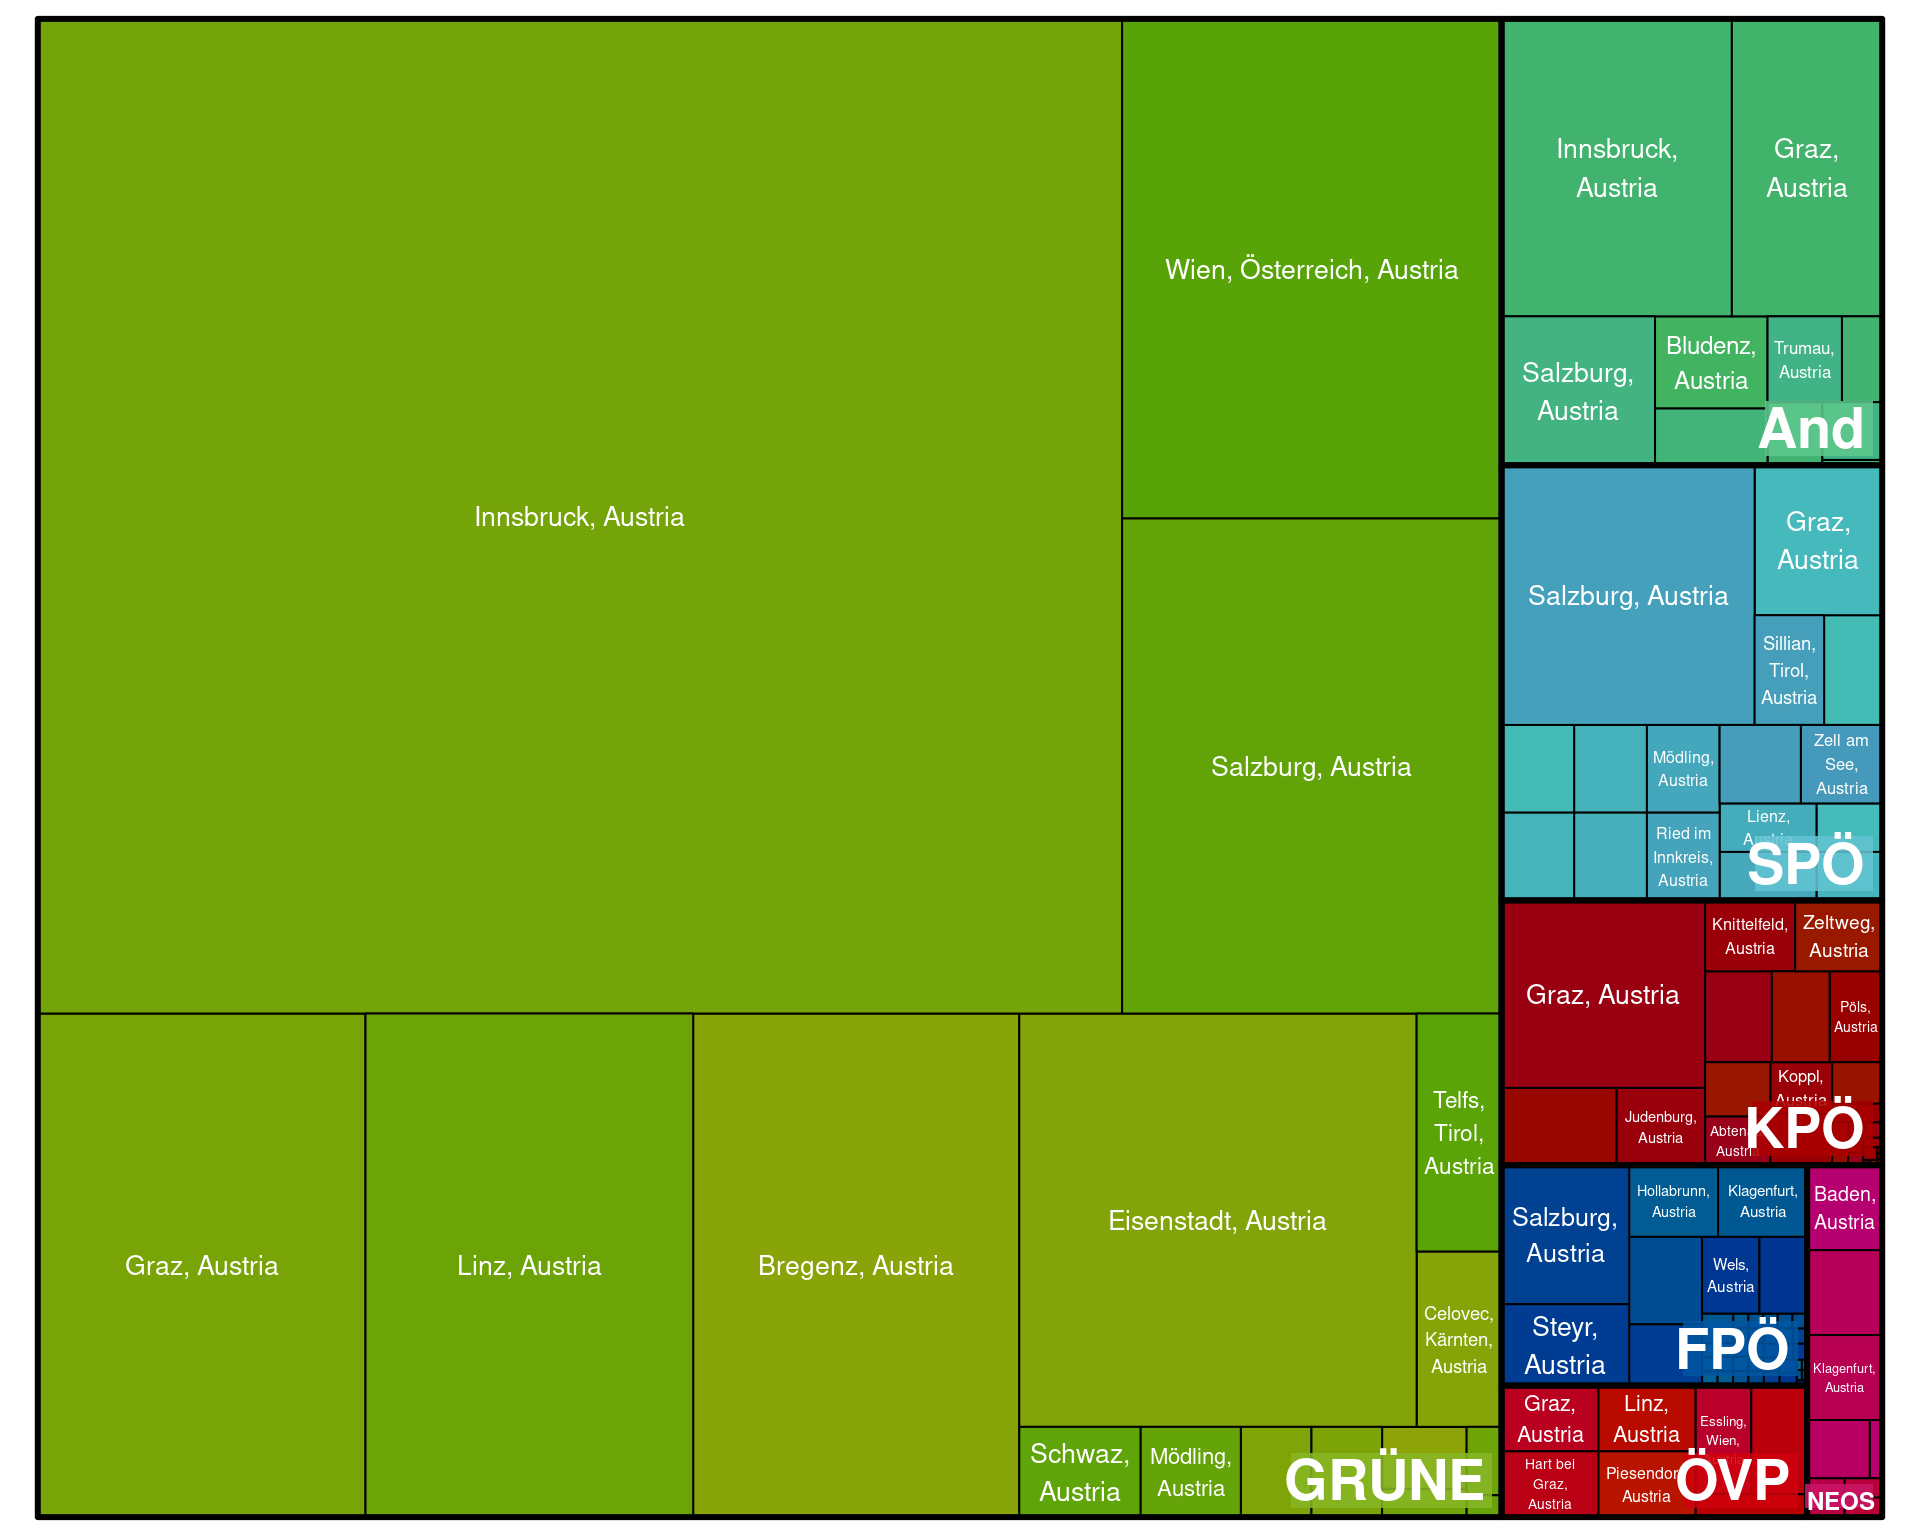 Innsbruck, Austria
Wien, Österreich, Austria
Salzburg, Austria
Graz, Austria
Linz, Austria
Bregenz, Austria
Eisenstadt, Austria
Telfs,
Tirol,
Austria
Celovec,
Kärnten,
Austria
Schwaz,
Austria
Mödling,
Austria
GRÜNE
Innsbruck,
Austria
Graz,
Austria
Salzburg,
Austria
Bludenz,
Austria
Trumau,
Austria
And
Salzburg, Austria
Graz,
Austria
Sillian,
Tirol,
Austria
Mödling,
Austria
Zell am
See,
Austria
Ried im
Innkreis,
Austria
Lienz,
Austria
SPÖ
Graz, Austria
Knittelfeld,
Austria
Zeltweg,
Austria
Pöls,
Austria
Judenburg,
Austria
Koppl,
Austria
Austria
KPÖ
Salzburg,
Austria
Hollabrunn,
Austria
Klagenfurt,
Austria
Wels,
Austria
Steyr,
Austria
FPÖ
Baden,
Austria
Klagenfurt,
Austria
NEOS
Graz,
Austria
Linz,
Austria
Essling,
Wien,
Hart bei
Graz,
Austria
Austria
ÖVP